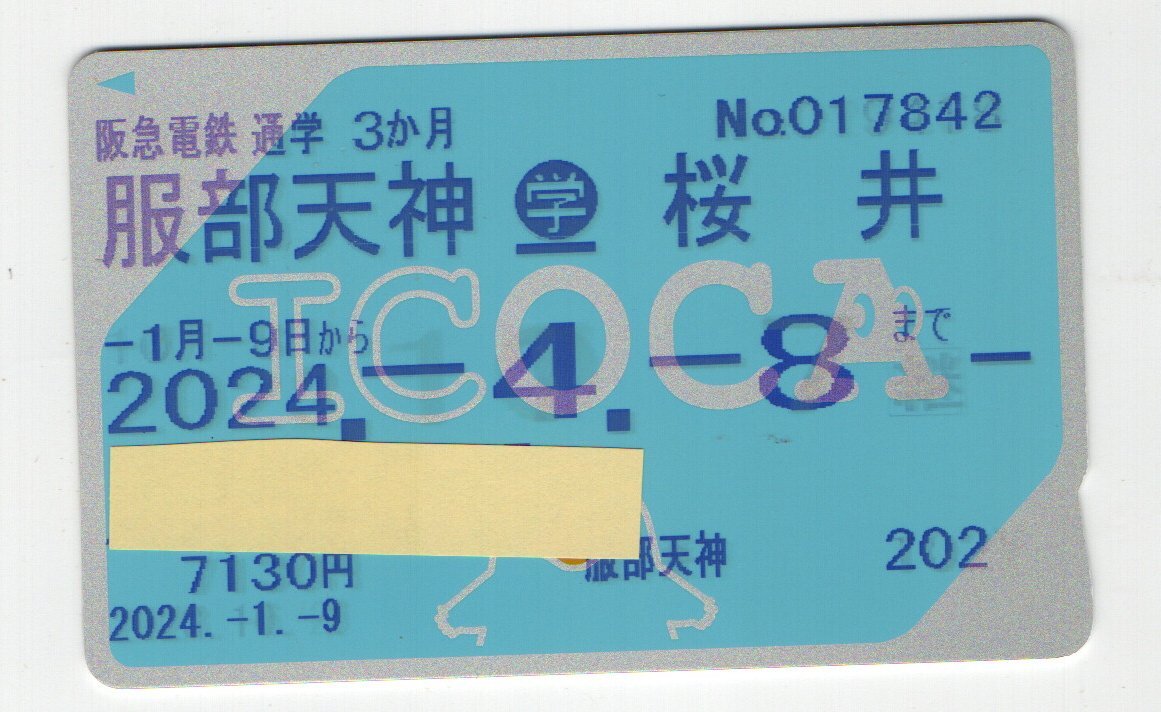 阪急電鉄 通学 3か月 No.017842
服部天神 学 桜井
ICOCA
-1月-9日から
2024.-4.-8- まで
7130円 服部天神 202
2024.-1.-9